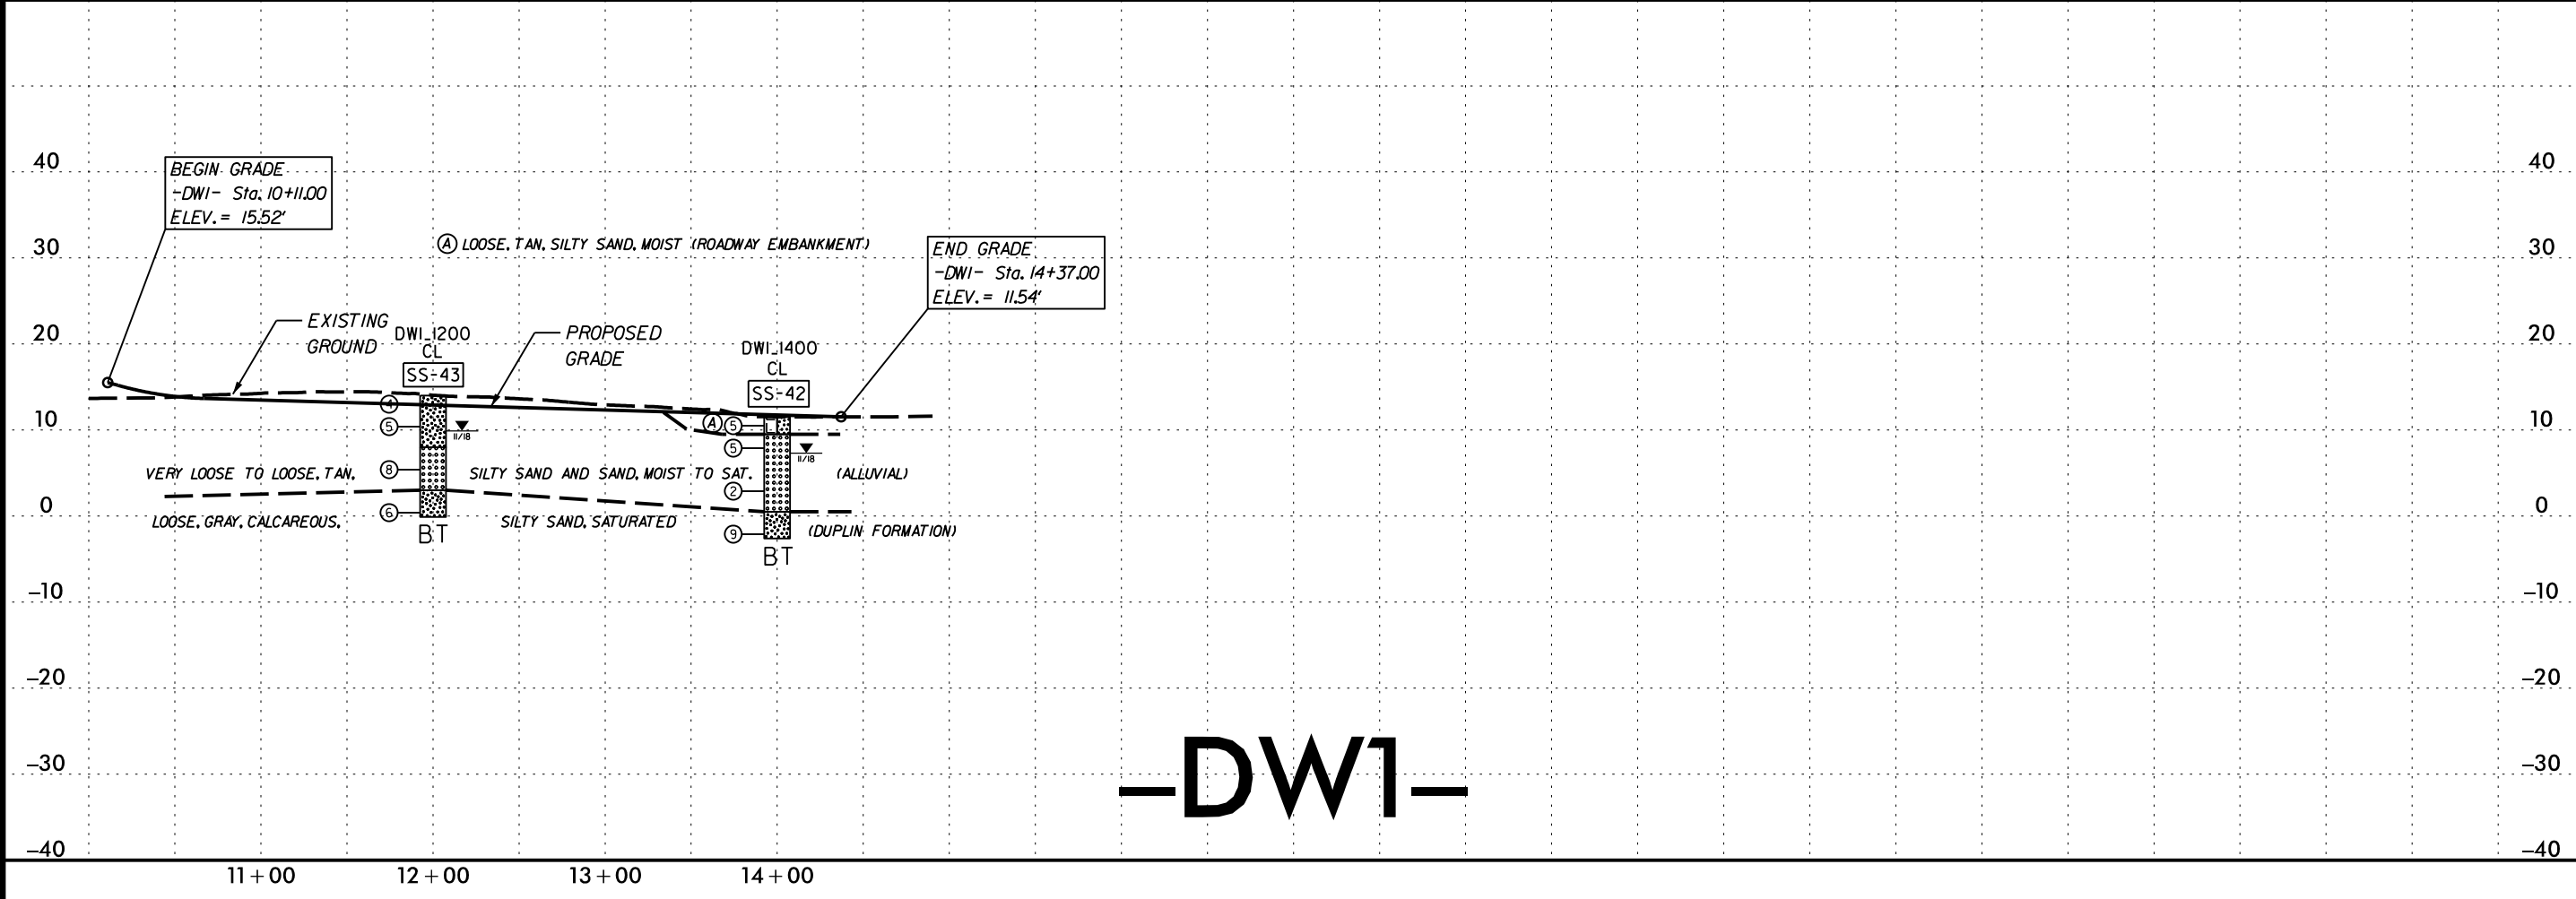 40
40
BEGIN GRADE
-DW1- Sta. 10+11.00
ELEV. = 15.52'
30
Ⓐ LOOSE, TAN, SILTY SAND, MOIST (ROADWAY EMBANKMENT)
END GRADE
-DW1- Sta. 14+37.00
ELEV. = 11.54'
30
20
EXISTING
GROUND
DW1_1200
CL
SS-43
PROPOSED
GRADE
DW1_1400
CL
SS-42
20
10
4
5
11/18
A
5
5
11/18
10
VERY LOOSE TO LOOSE, TAN,
8
SILTY SAND AND SAND, MOIST TO SAT.
2
(ALLUVIAL)
0
0
LOOSE, GRAY, CALCAREOUS,
6
SILTY SAND, SATURATED
9
(DUPLIN FORMATION)
BT
BT
-10
-10
-20
-20
-30
-30
-DW1-
-40
-40
11+00
12+00
13+00
14+00